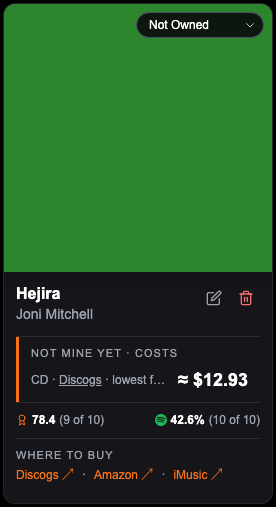 Not Owned
Hejira
Joni Mitchell
NOT MINE YET · COSTS
CD · Discogs · lowest f… ≈ $12.93
78.4 (9 of 10) 42.6% (10 of 10)
WHERE TO BUY
Discogs ↗ · Amazon ↗ · iMusic ↗